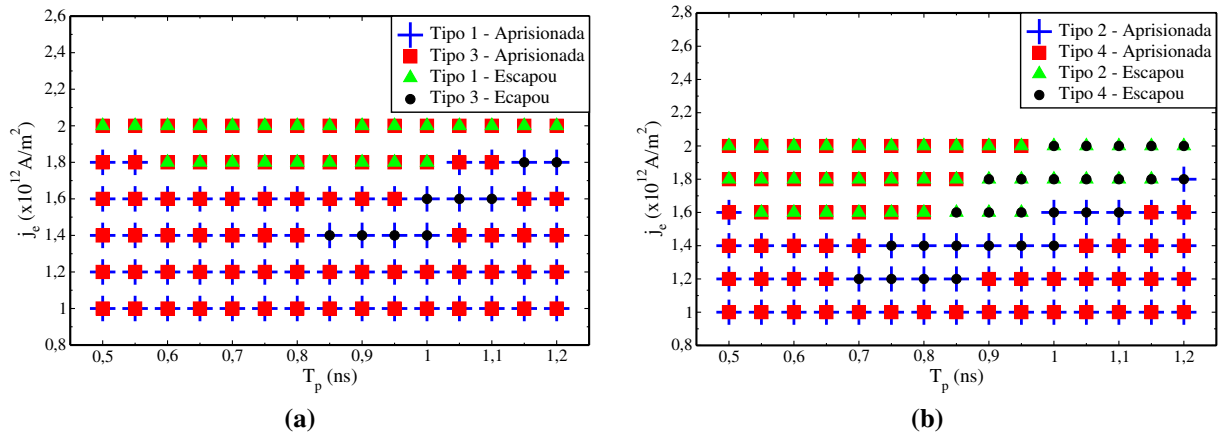 2,6
2,4
2,2
2
1,8
1,6
1,4
1,2
1
0,8
j_e (x10^12 A/m^2)
0,5 0,6 0,7 0,8 0,9 1 1,1 1,2
T_p (ns)
Tipo 1 - Aprisionada
Tipo 3 - Aprisionada
Tipo 1 - Escapou
Tipo 3 - Ecapou
(a)
2,8
2,6
2,4
2,2
2
1,8
1,6
1,4
1,2
1
0,8
j_e (x10^12 A/m^2)
0,5 0,6 0,7 0,8 0,9 1 1,1 1,2
T_p (ns)
Tipo 2 - Aprisionada
Tipo 4 - Aprisionada
Tipo 2 - Escapou
Tipo 4 - Escapou
(b)